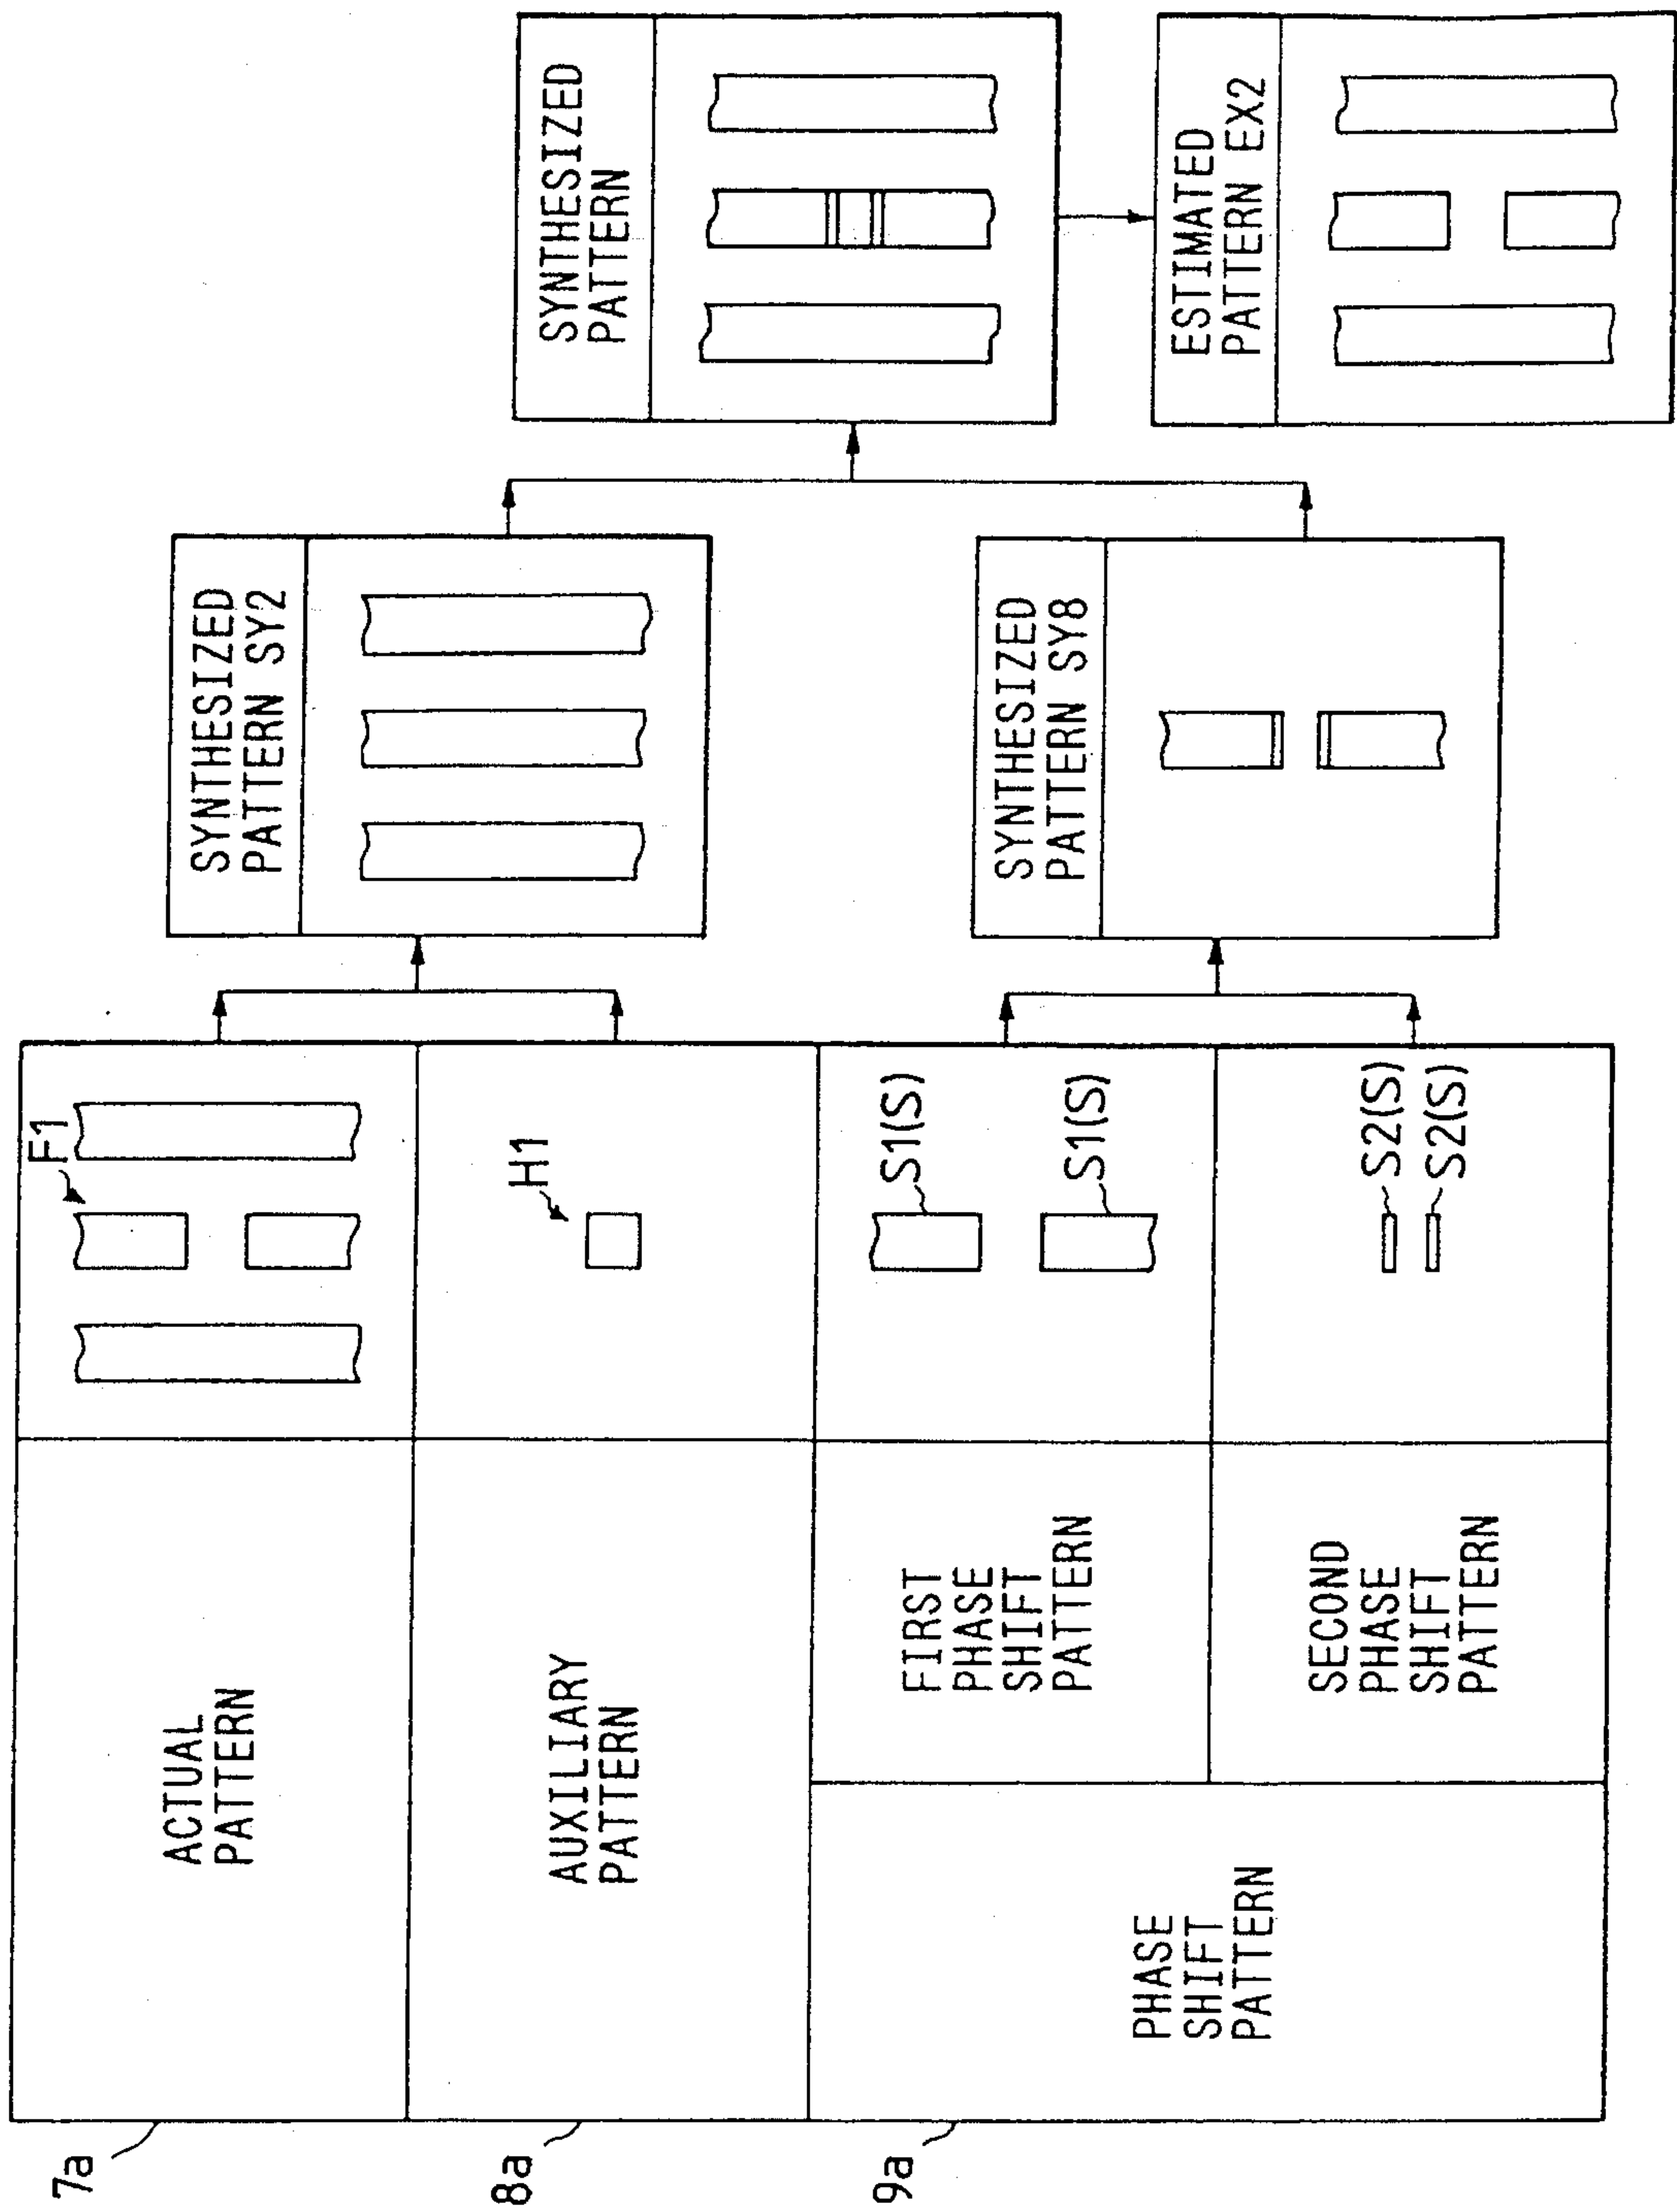 7a
ACTUAL
PATTERN
F1
8a
AUXILIARY
PATTERN
H1
9a
PHASE
SHIFT
PATTERN
FIRST
PHASE
SHIFT
PATTERN
S1(S)
S1(S)
SECOND
PHASE
SHIFT
PATTERN
S2(S)
S2(S)
SYNTHESIZED
PATTERN SY2
SYNTHESIZED
PATTERN SY8
SYNTHESIZED
PATTERN
ESTIMATED
PATTERN EX2